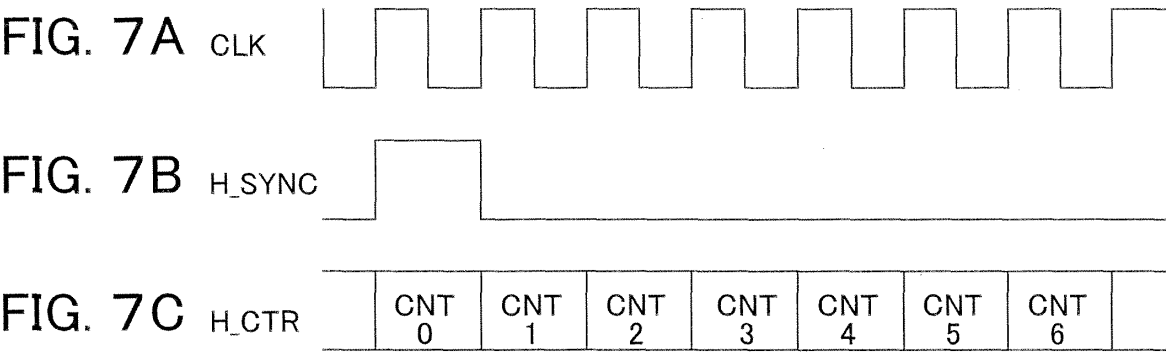 FIG. 7A CLK
FIG. 7B H_SYNC
FIG. 7C H_CTR
CNT 0 CNT 1 CNT 2 CNT 3 CNT 4 CNT 5 CNT 6